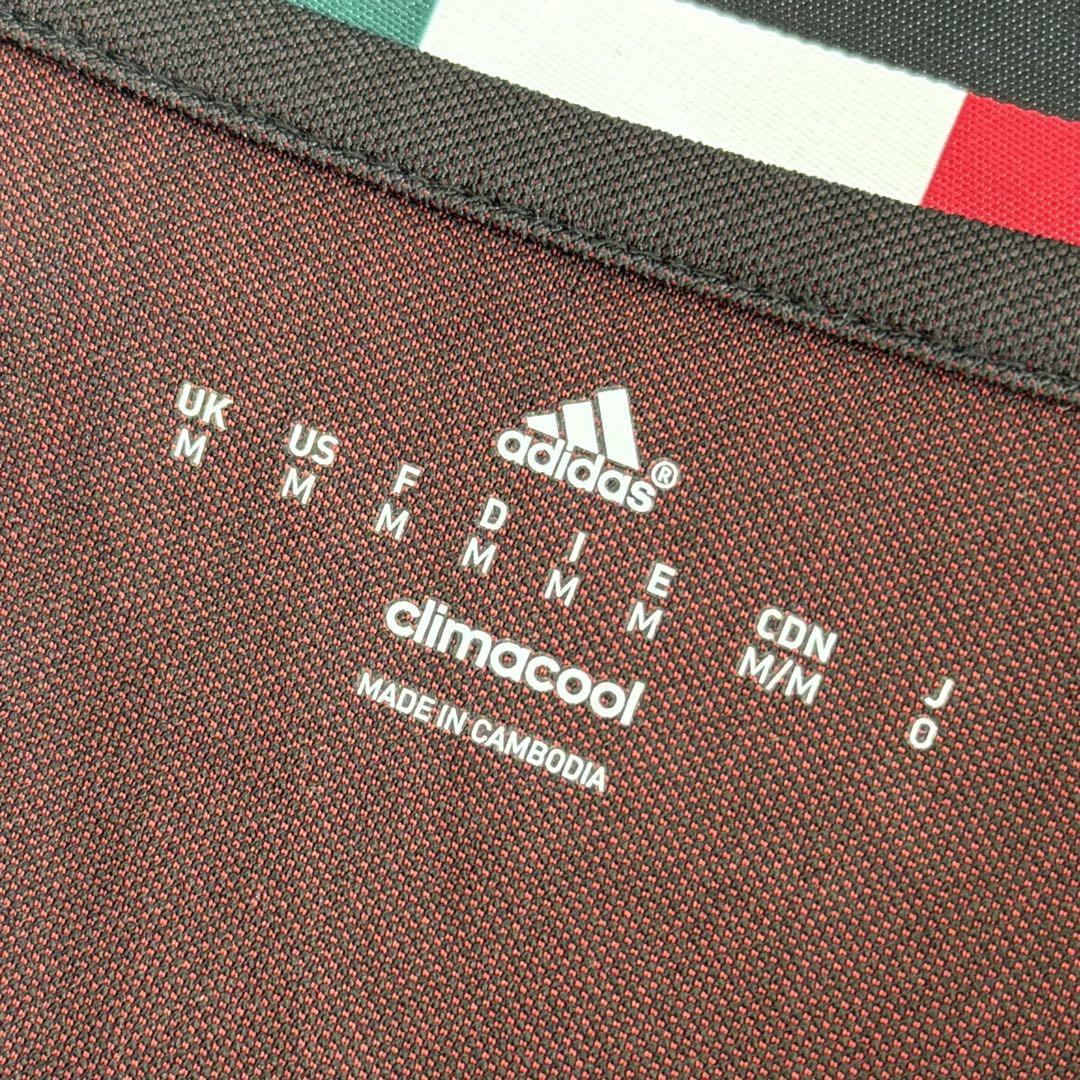 adidas®
UK US F D I E CDN J
M M M M M M M/M O
climacool
MADE IN CAMBODIA